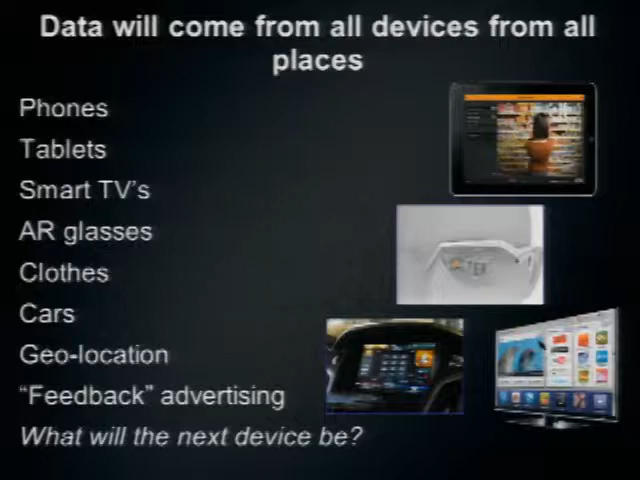 Data will come from all devices from all
places
Phones
Tablets
Smart TV's
AR glasses
Clothes
Cars
Geo-location
“Feedback” advertising
What will the next device be?